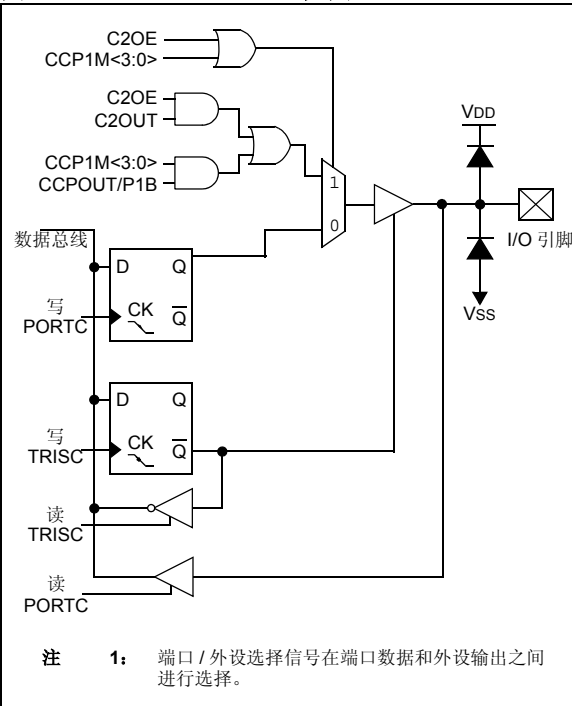 C2OE
CCP1M<3:0>
C2OE
C2OUT
CCP1M<3:0>
CCPOUT/P1B
VDD
1
0
I/O 引脚
VSS
数据总线
D Q
写
PORTC
CK Q
D Q
写
TRISC
CK Q
读
TRISC
读
PORTC
注 1: 端口 / 外设选择信号在端口数据和外设输出之间
进行选择。